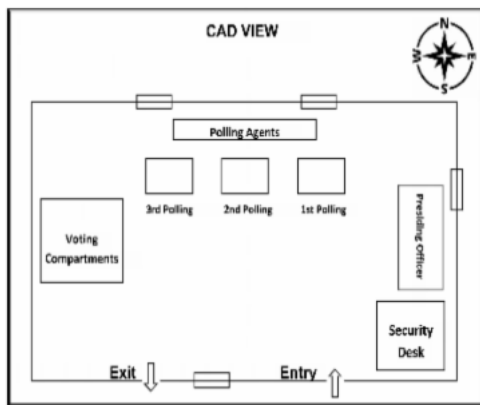 CAD VIEW
N
W
E
S
Polling Agents
3rd Polling
2nd Polling
1st Polling
Voting
Compartments
Presiding Officer
Security
Desk
Exit
Entry